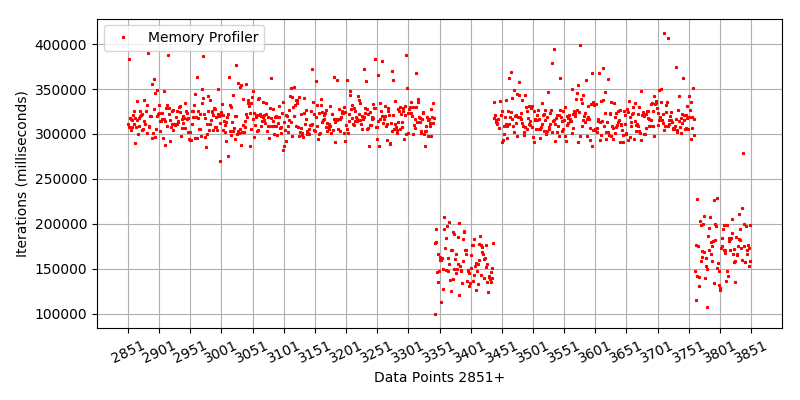 Memory Profiler
Iterations (milliseconds)
400000
350000
300000
250000
200000
150000
100000
2851 2901 2951 3001 3051 3101 3151 3201 3251 3301 3351 3401 3451 3501 3551 3601 3651 3701 3751 3801 3851
Data Points 2851+